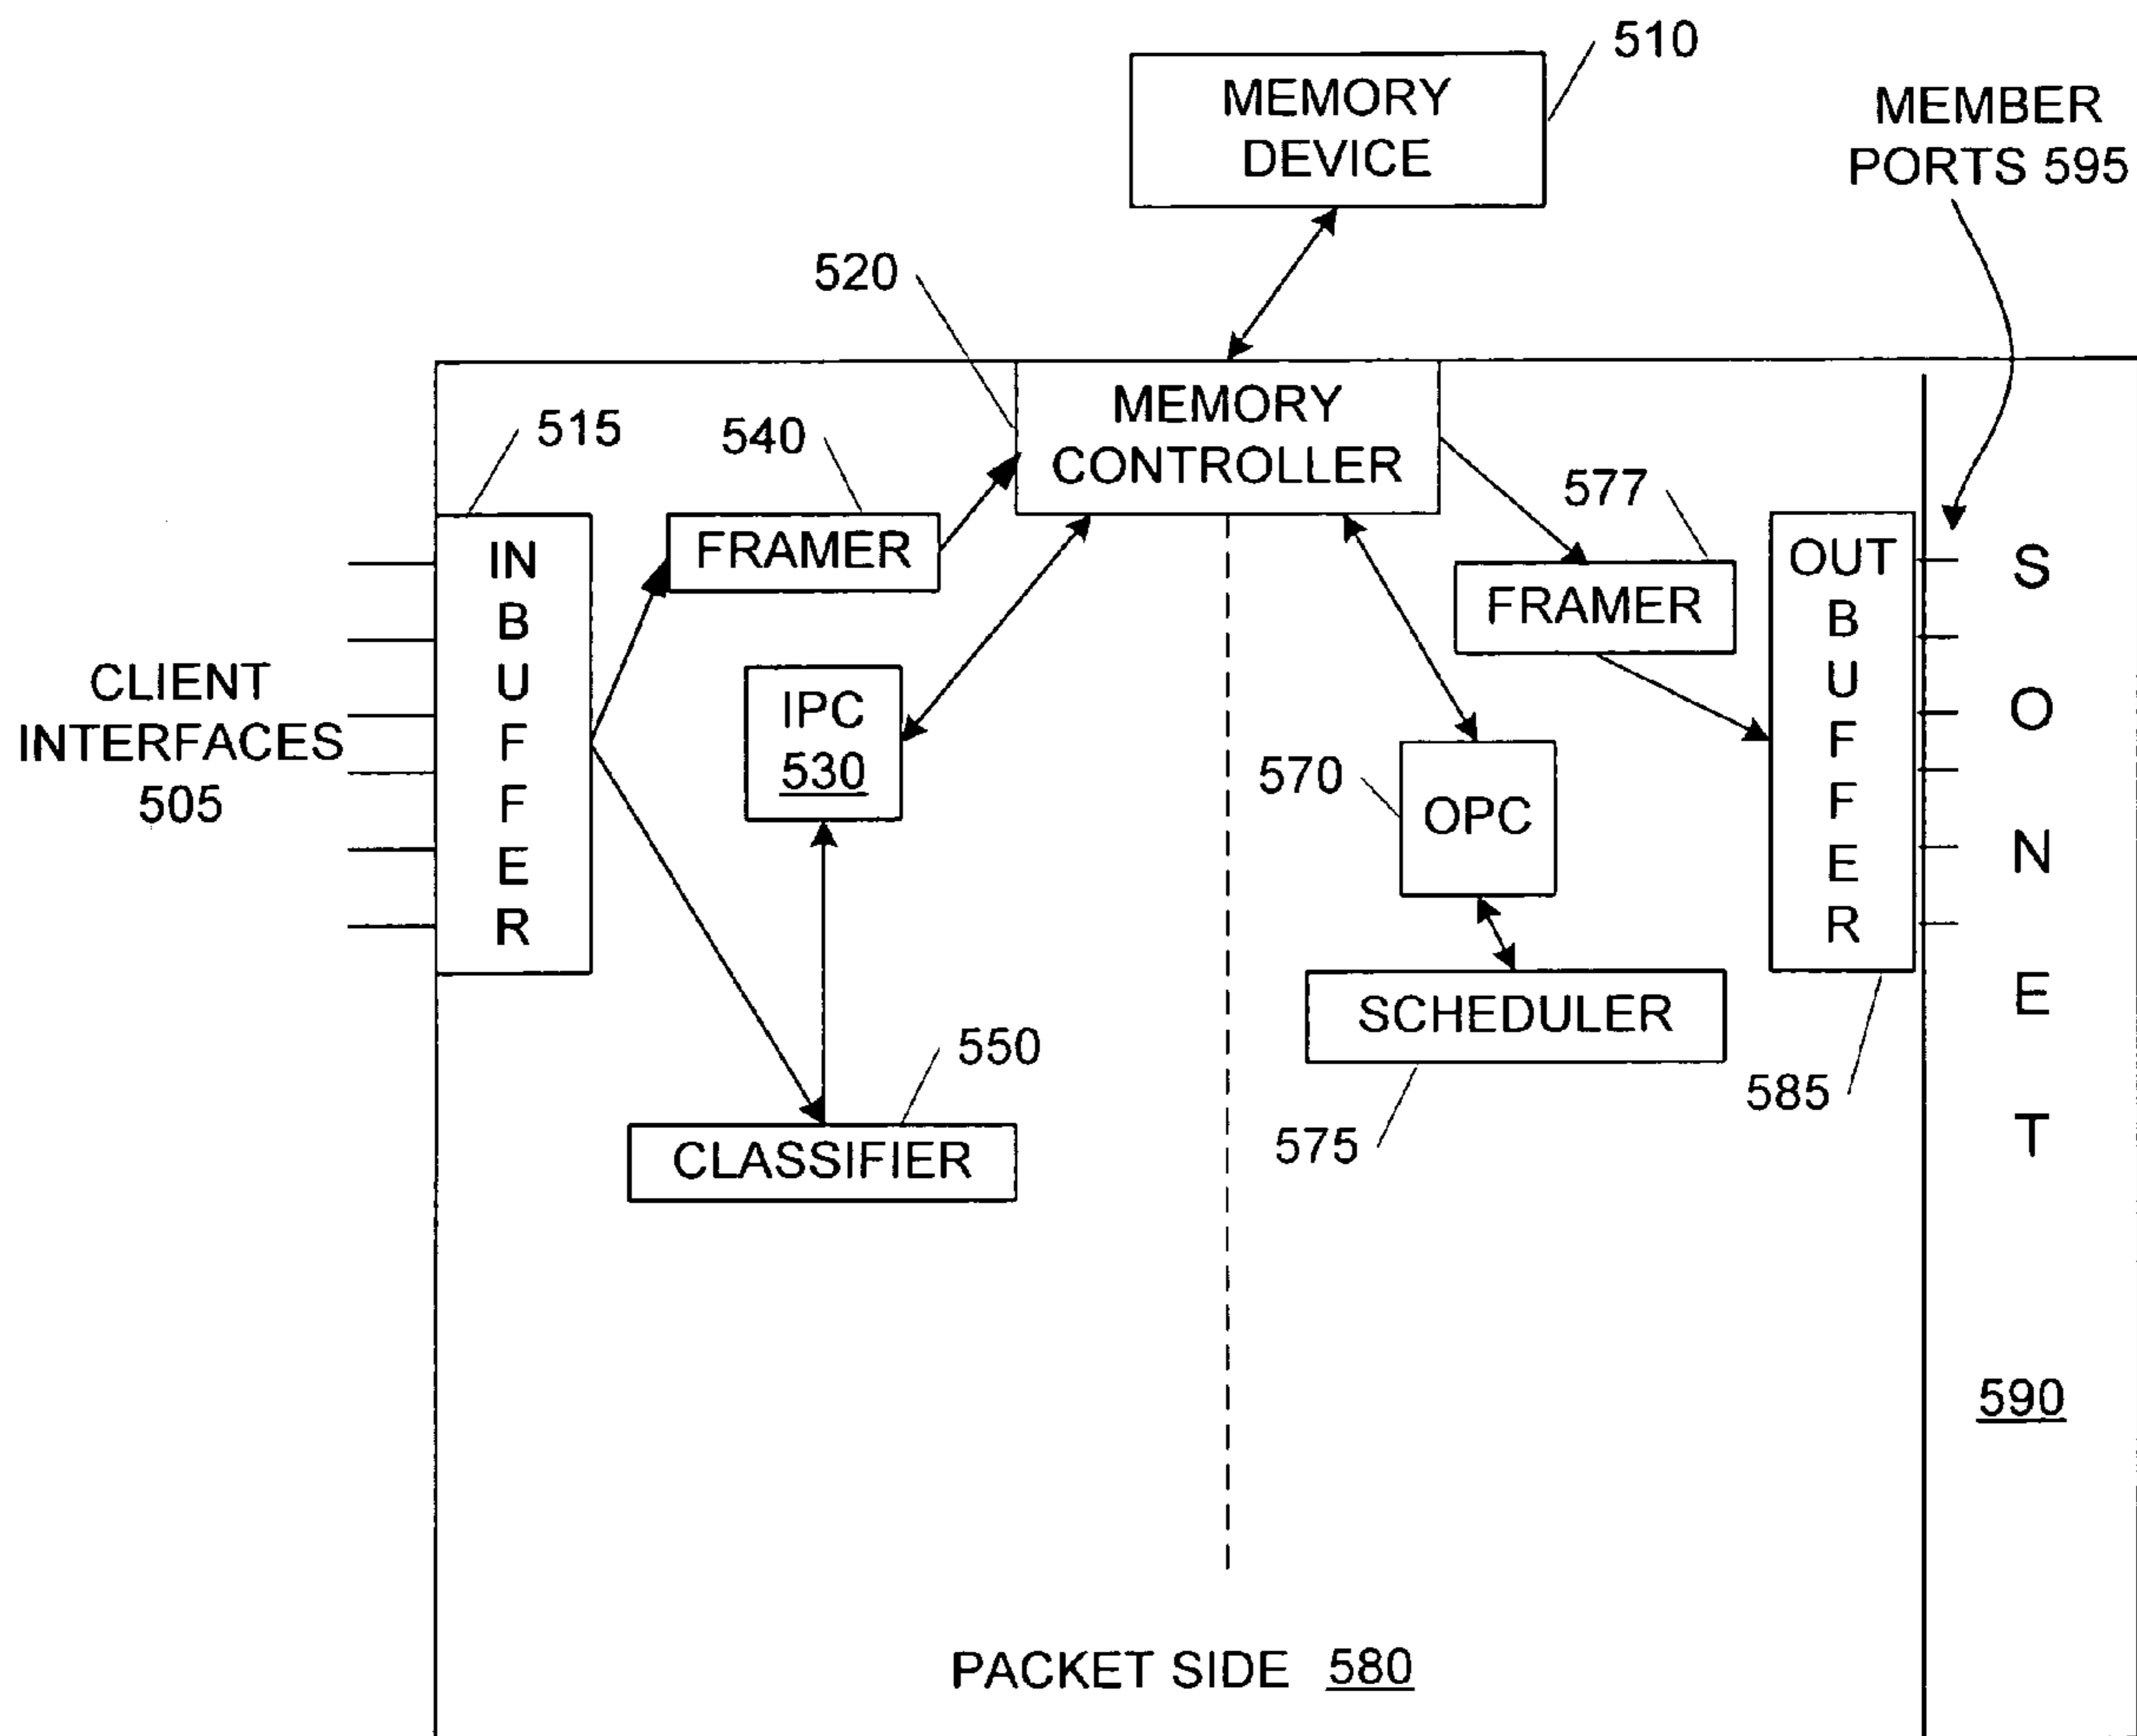 510
MEMORY
DEVICE
MEMBER
PORTS 595
520
MEMORY
CONTROLLER
515
540
577
IN
BUFFER
FRAMER
FRAMER
OUT
BUFFER
SONET
CLIENT
INTERFACES
505
IPC
530
570
OPC
SCHEDULER
550
585
575
CLASSIFIER
590
PACKET SIDE 580